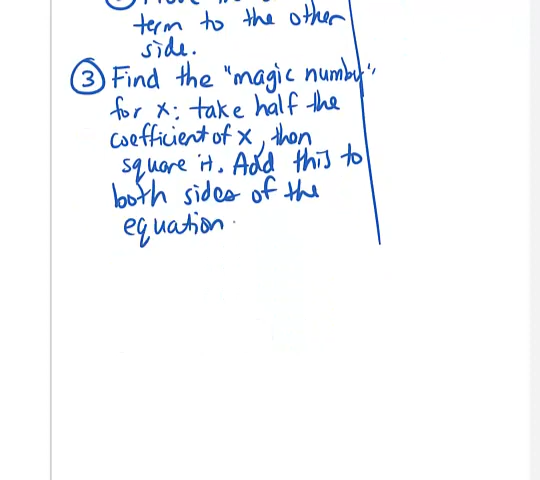 term to the other
side.
③ Find the "magic number"
for x: take half the
coefficient of x, then
square it. Add this to
both sides of the
equation.